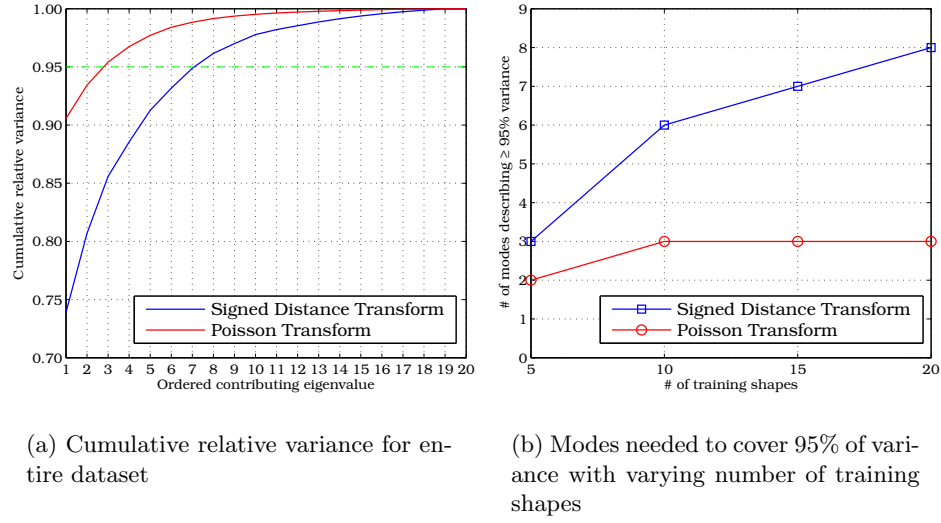 1.00
0.95
0.90
0.85
0.80
0.75
0.70
Cumulative relative variance
Signed Distance Transform
Poisson Transform
1 2 3 4 5 6 7 8 9 10 11 12 13 14 15 16 17 18 19 20
Ordered contributing eigenvalue
(a) Cumulative relative variance for en-
tire dataset
9
8
7
6
5
4
3
2
1
0
# of modes describing ≥ 95% variance
Signed Distance Transform
Poisson Transform
5 10 15 20
# of training shapes
(b) Modes needed to cover 95% of vari-
ance with varying number of training
shapes